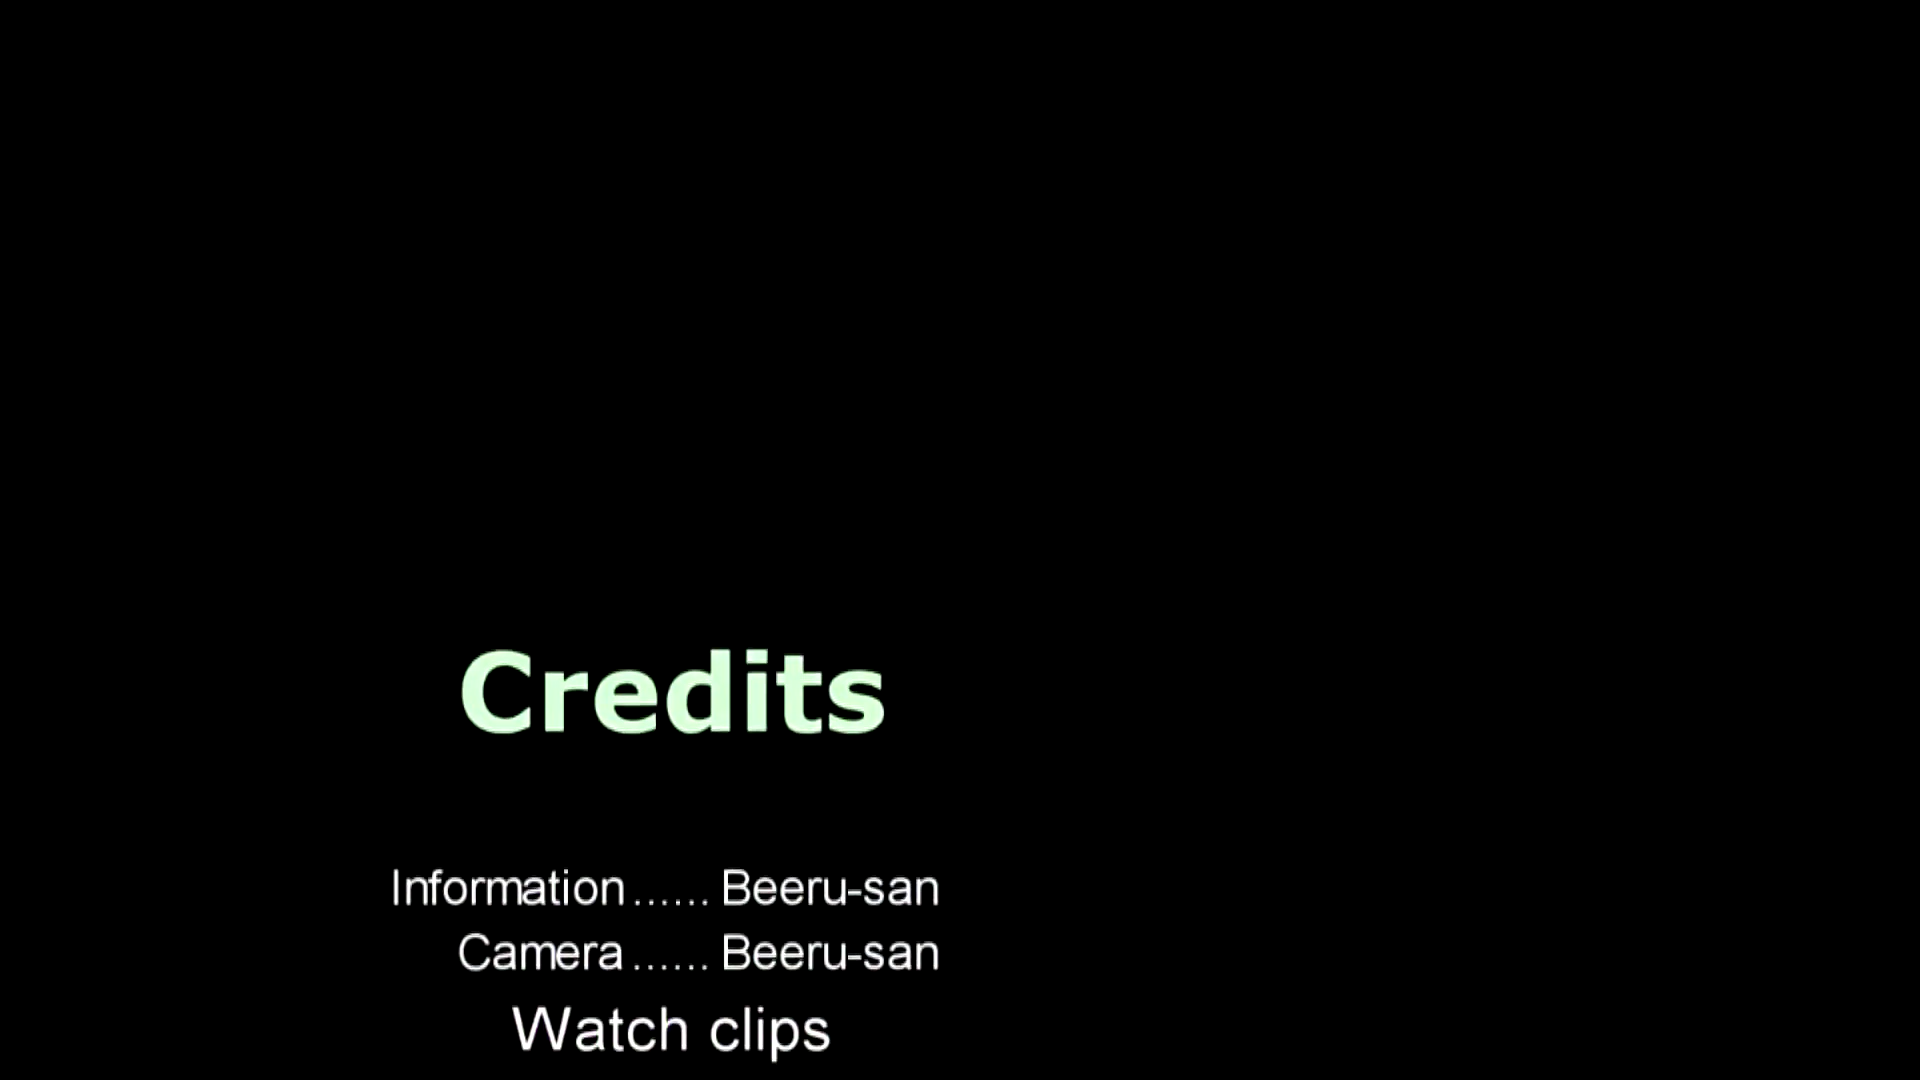 Credits
Information ...... Beeru-san
Camera ...... Beeru-san
Watch clips